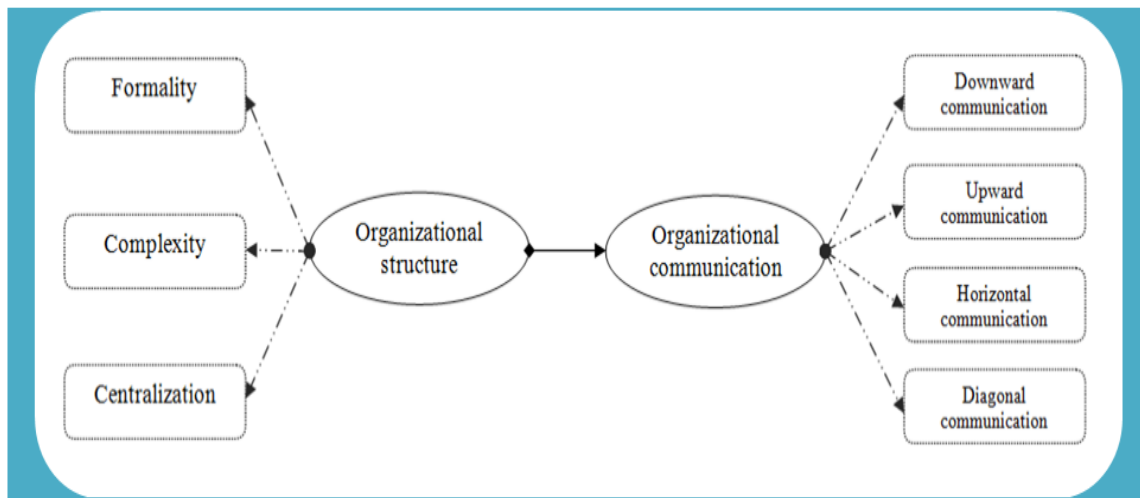 Formality
Complexity
Centralization
Organizational
structure
Organizational
communication
Downward
communication
Upward
communication
Horizontal
communication
Diagonal
communication